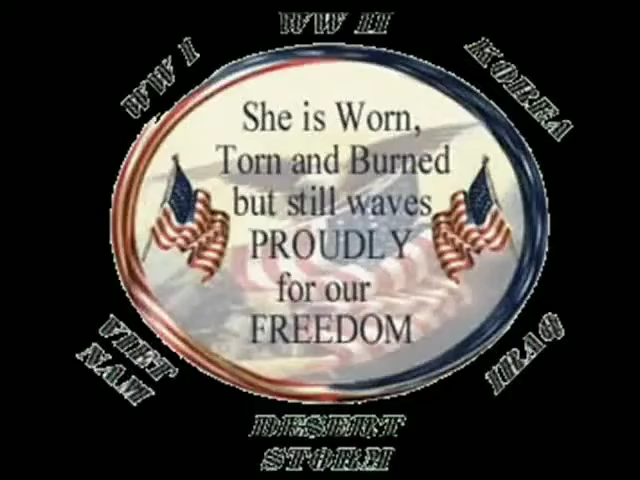 WW I
WW II
KOREA
She is Worn,
Torn and Burned
but still waves
PROUDLY
for our
FREEDOM
VIET
NAM
IRAQ
DESERT
STORM